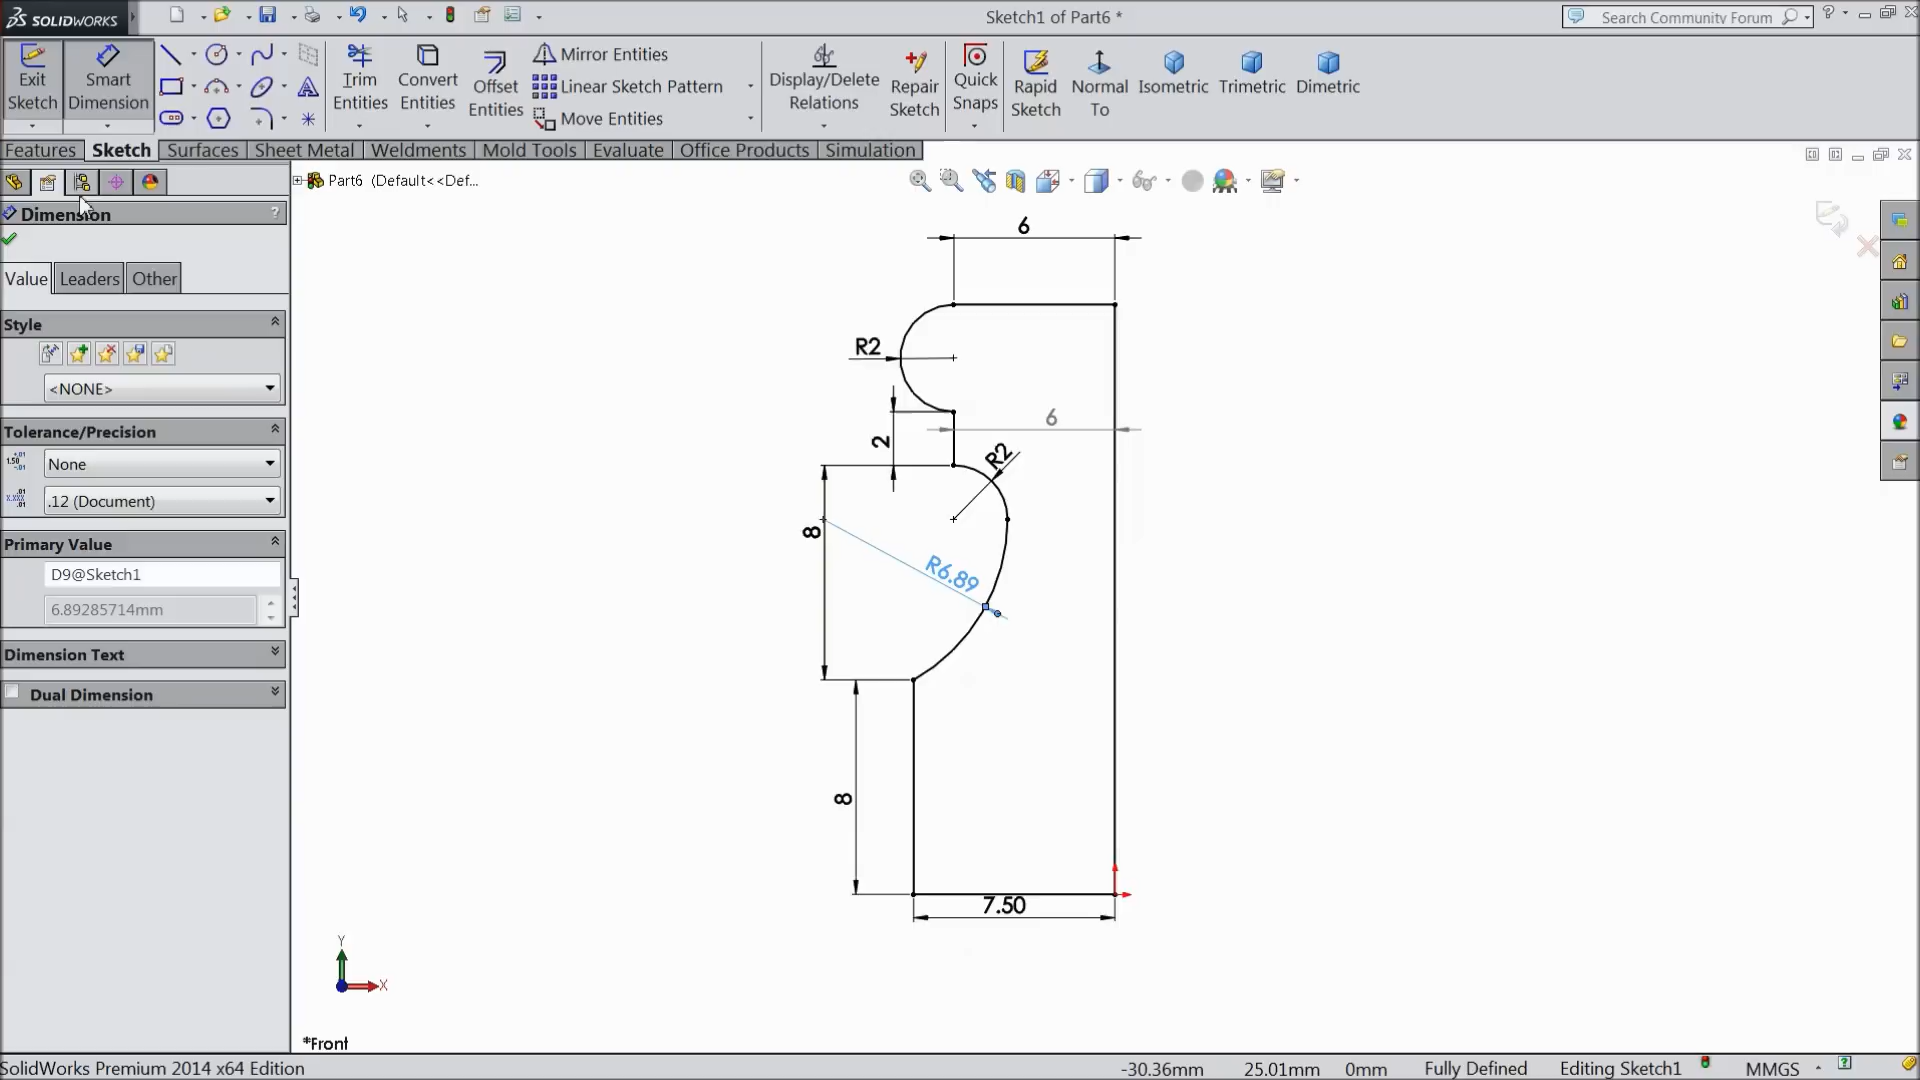 SOLIDWORKS
Sketch1 of Part6 *
Search Community Forum
Exit Sketch
Smart Dimension
Trim Entities
Convert Entities
Offset Entities
Mirror Entities
Linear Sketch Pattern
Move Entities
Display/Delete Relations
Repair Sketch
Quick Snaps
Rapid Sketch
Normal To
Isometric
Trimetric
Dimetric
Features
Sketch
Surfaces
Sheet Metal
Weldments
Mold Tools
Evaluate
Office Products
Simulation
Part6 (Default<<Def...
Dimension
?
Value
Leaders
Other
Style
<NONE>
Tolerance/Precision
None
.12 (Document)
Primary Value
D9@Sketch1
6.89285714mm
Dimension Text
Dual Dimension
6
R2
6
2
R2
8
R6.89
8
7.50
Y
X
*Front
SolidWorks Premium 2014 x64 Edition
-30.36mm
25.01mm
0mm
Fully Defined
Editing Sketch1
MMGS